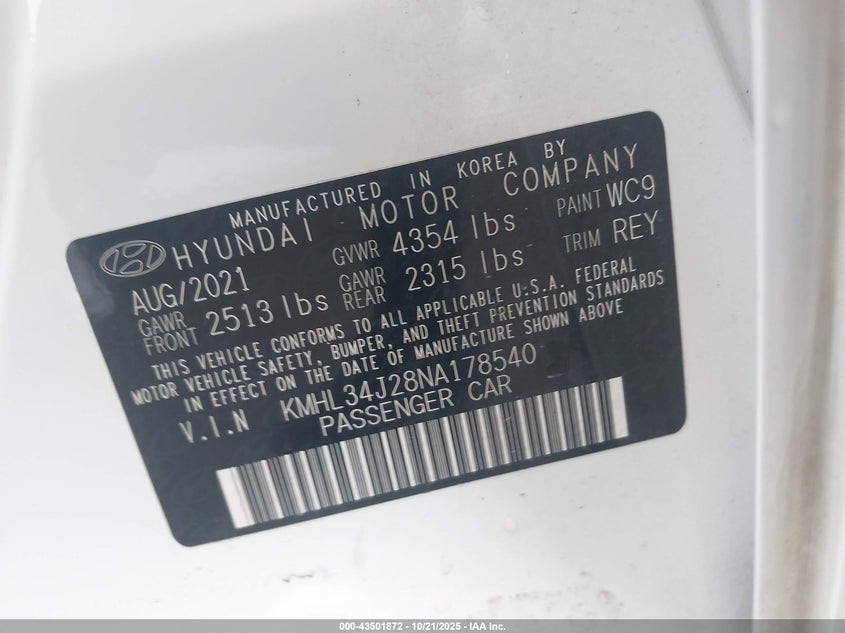 MANUFACTURED IN KOREA BY
HYUNDAI MOTOR COMPANY
AUG/2021 GVWR 4354 lbs PAINT WC9
GAWR FRONT 2513 lbs GAWR REAR 2315 lbs TRIM REY
THIS VEHICLE CONFORMS TO ALL APPLICABLE U.S.A. FEDERAL
MOTOR VEHICLE SAFETY, BUMPER, AND THEFT PREVENTION STANDARDS
IN EFFECT ON THE DATE OF MANUFACTURE SHOWN ABOVE
V.I.N KMHL34J28NA178540
PASSENGER CAR
000-43501872 - 10/21/2025 - IAA Inc.